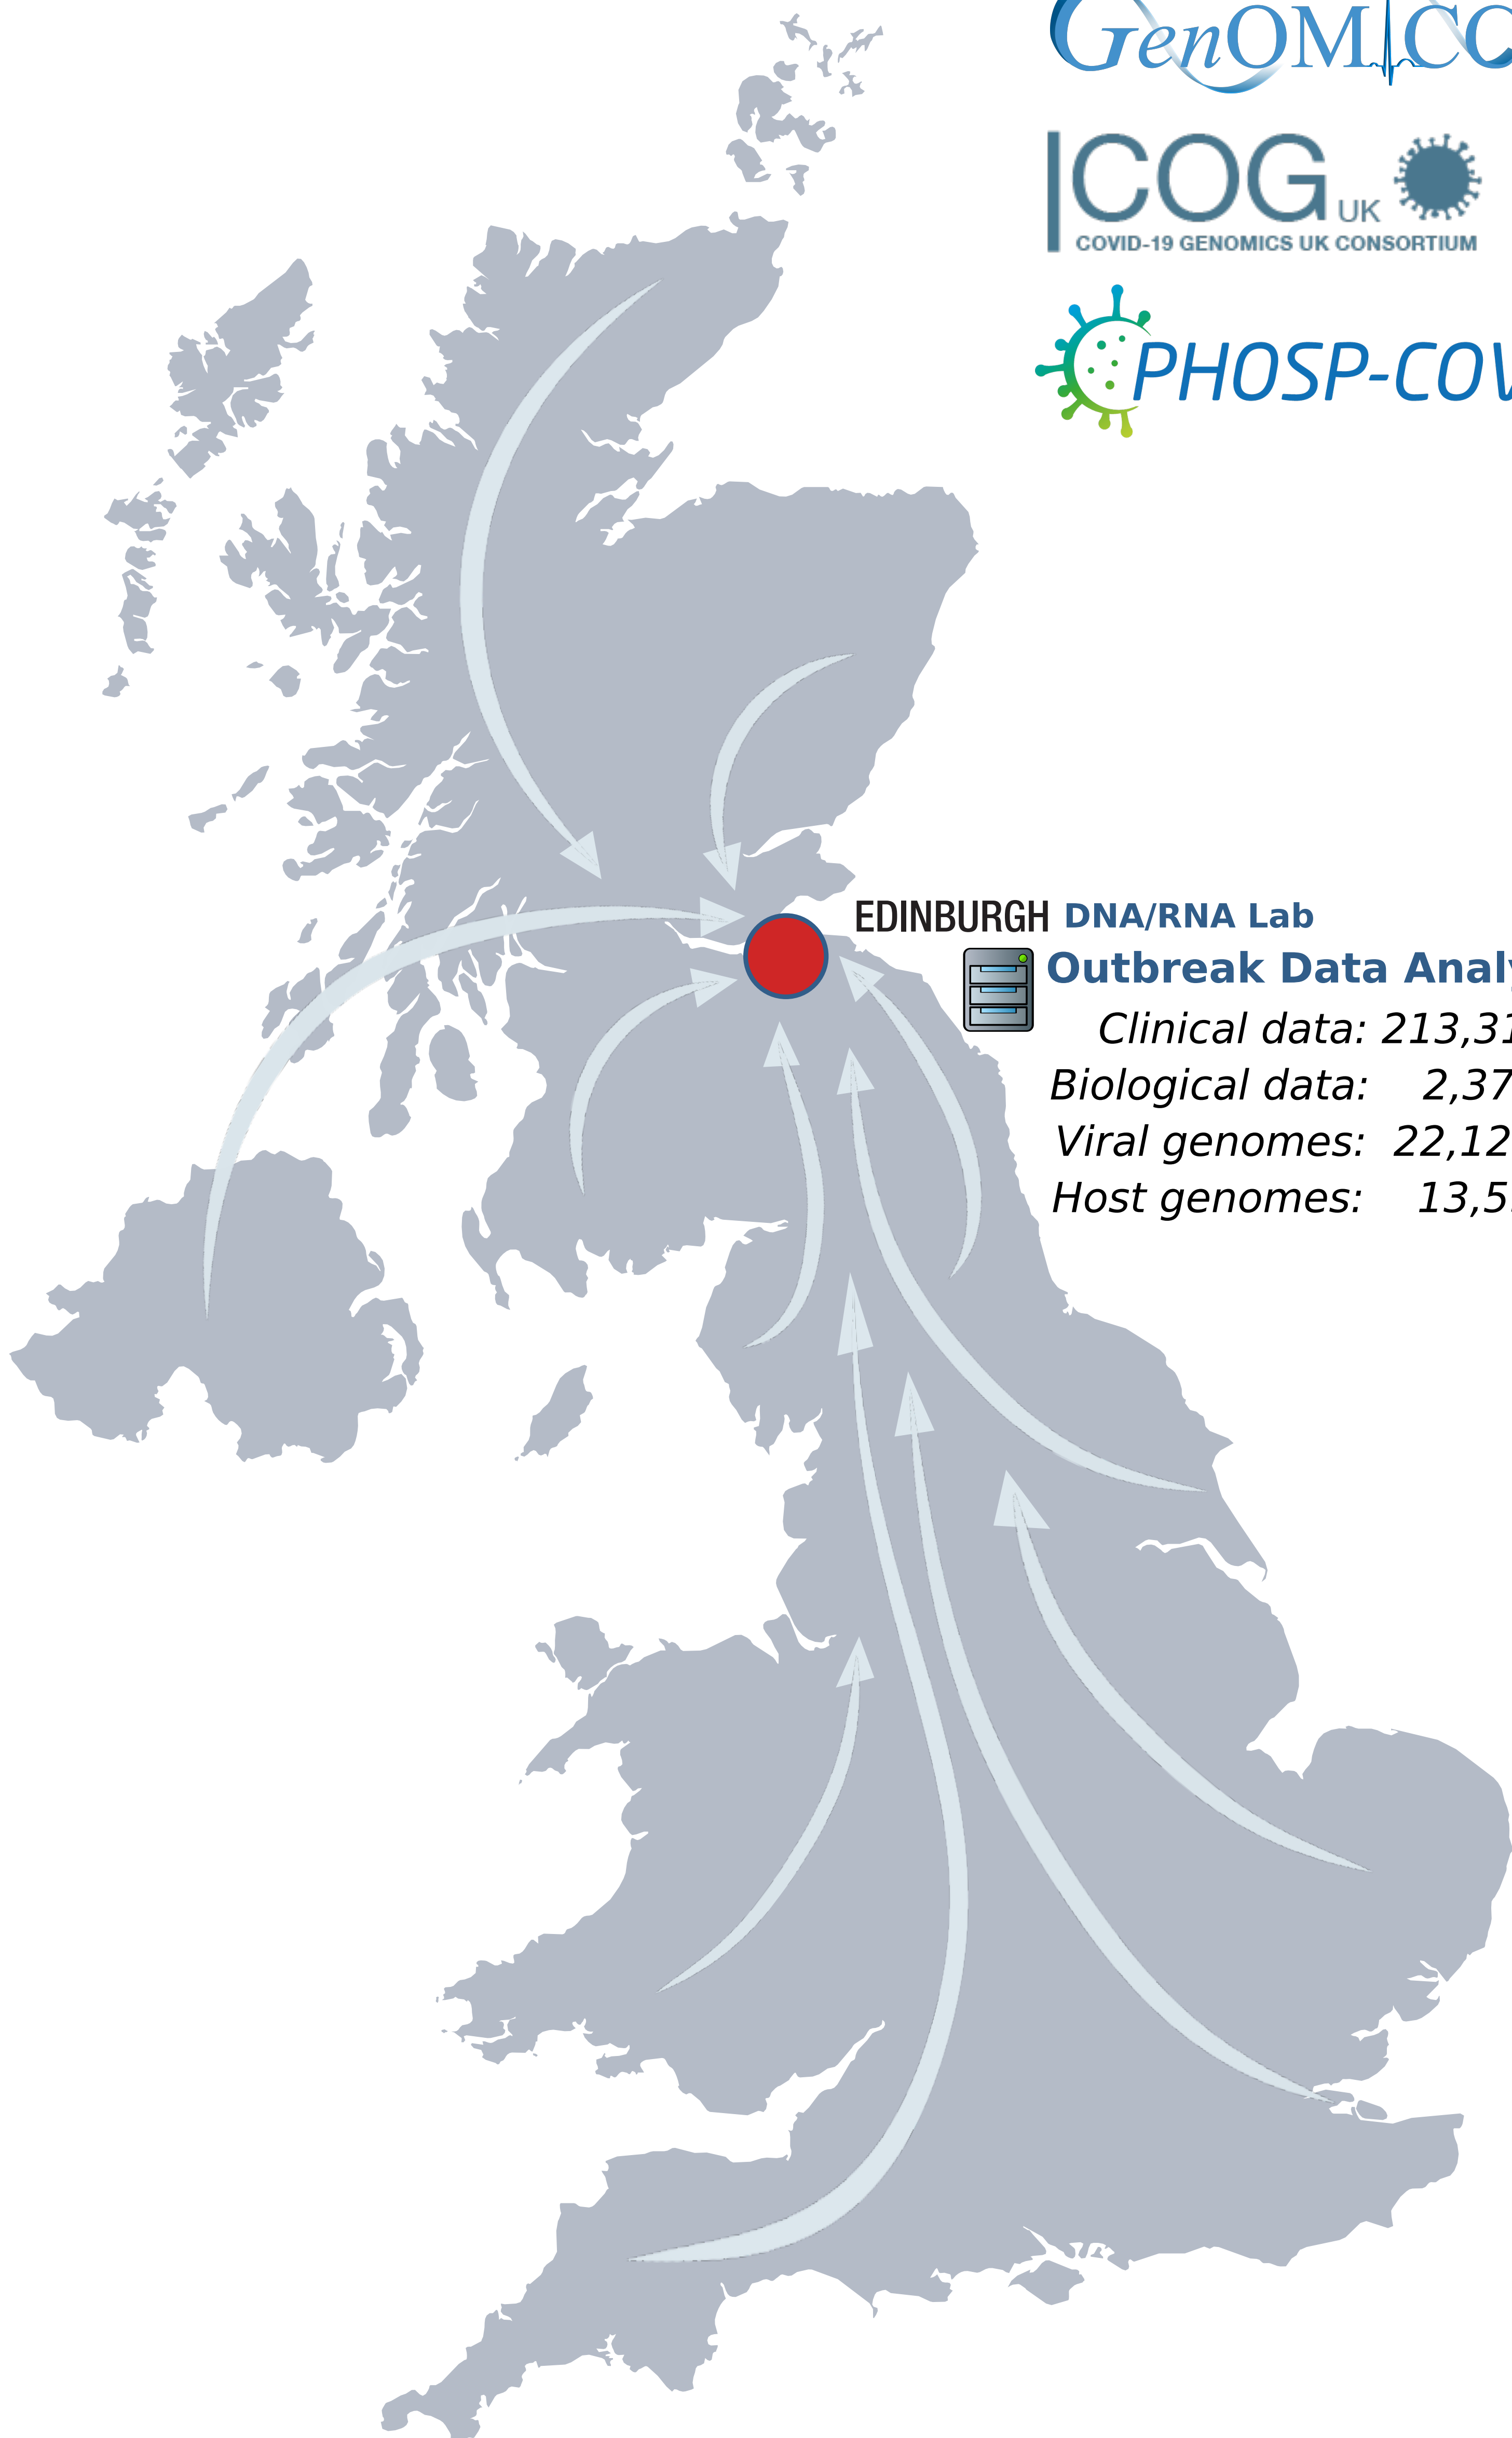 GenOMICC
COG UK
COVID-19 GENOMICS UK CONSORTIUM
PHOSP-COV
EDINBURGH DNA/RNA Lab
Outbreak Data Analy
Clinical data: 213,31
Biological data: 2,37
Viral genomes: 22,12
Host genomes: 13,5